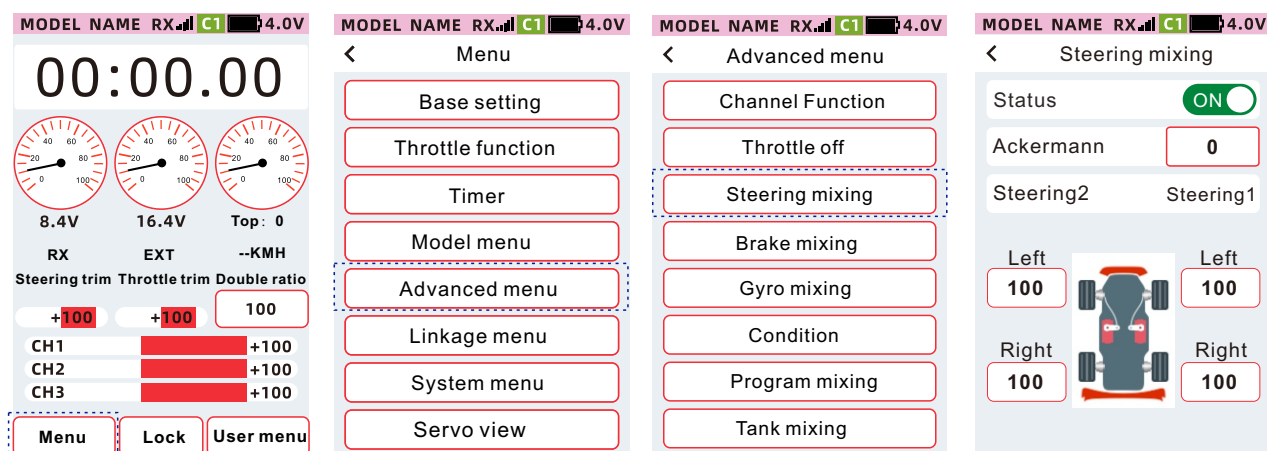 MODEL NAME RX C1 4.0V
00:00.00
20 40 60 80 0 100
20 40 60 80 0 100
20 40 60 80 0 100
8.4V 16.4V Top: 0
RX EXT --KMH
Steering trim Throttle trim Double ratio
+100 +100 100
CH1 +100
CH2 +100
CH3 +100
Menu Lock User menu
MODEL NAME RX C1 4.0V
< Menu
Base setting
Throttle function
Timer
Model menu
Advanced menu
Linkage menu
System menu
Servo view
MODEL NAME RX C1 4.0V
< Advanced menu
Channel Function
Throttle off
Steering mixing
Brake mixing
Gyro mixing
Condition
Program mixing
Tank mixing
MODEL NAME RX C1 4.0V
< Steering mixing
Status ON
Ackermann 0
Steering2 Steering1
Left Left
100 100
Right Right
100 100